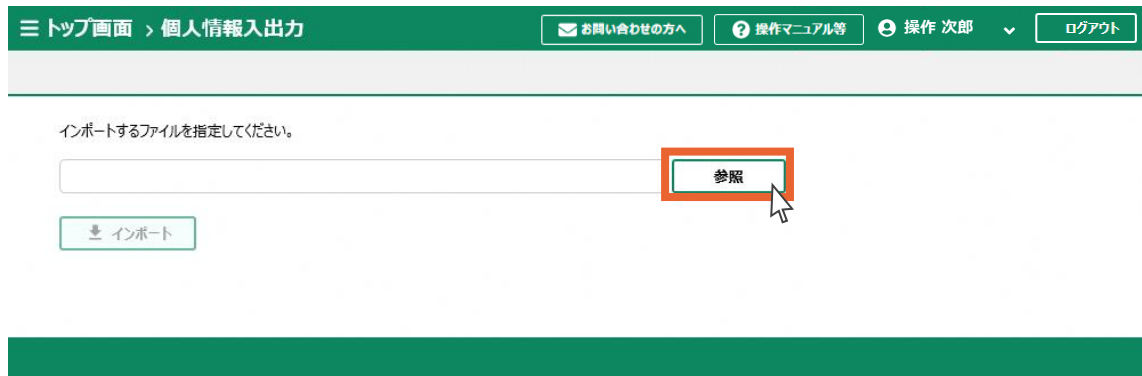 トップ画面 > 個人情報入出力 お問い合わせの方へ ? 操作マニュアル等 操作 次郎 ログアウト
インポートするファイルを指定してください。
参照
インポート